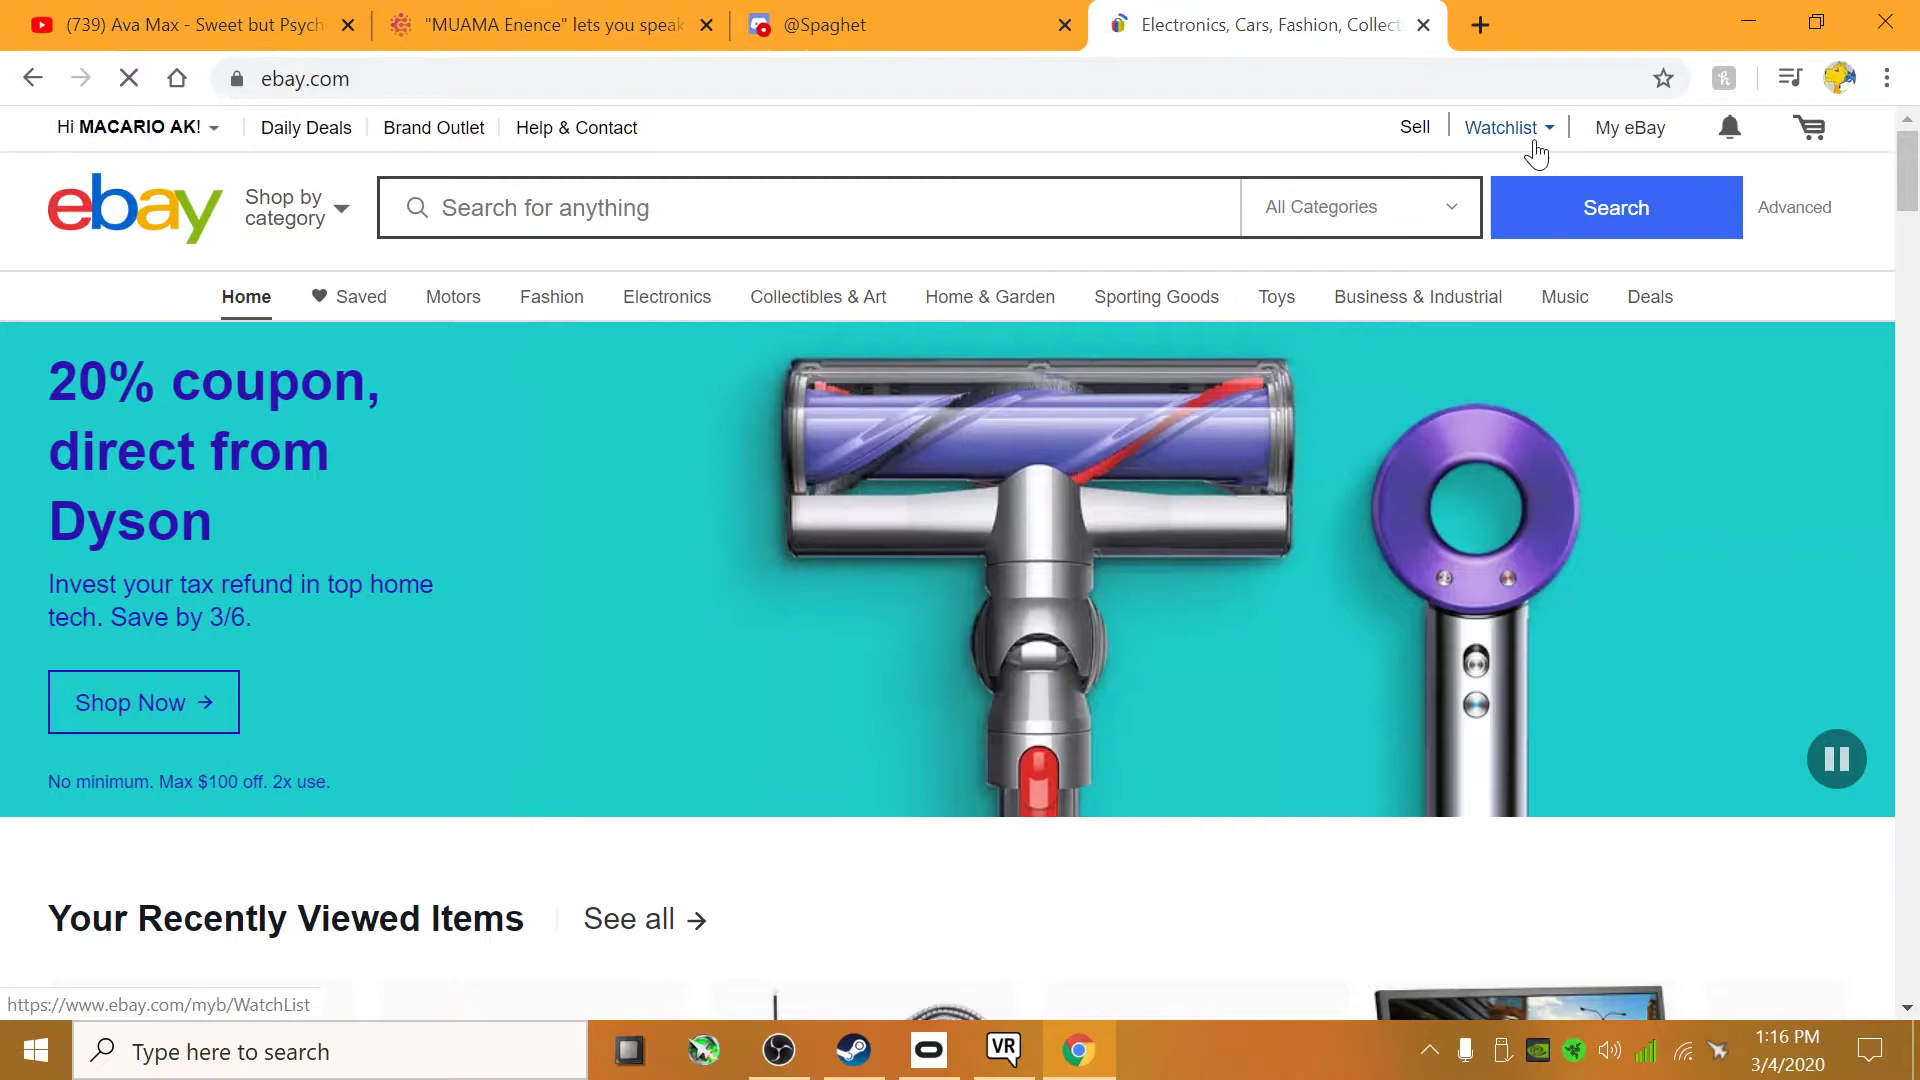 (739) Ava Max - Sweet but Psych
"MUAMA Enence" lets you speak
@Spaghet
Electronics, Cars, Fashion, Collect
ebay.com
Hi MACARIO AK!
Daily Deals
Brand Outlet
Help & Contact
Sell
Watchlist
My eBay
ebay
Shop by
category
Search for anything
All Categories
Search
Advanced
Home
Saved
Motors
Fashion
Electronics
Collectibles & Art
Home & Garden
Sporting Goods
Toys
Business & Industrial
Music
Deals
20% coupon,
direct from
Dyson
Invest your tax refund in top home
tech. Save by 3/6.
Shop Now →
No minimum. Max $100 off. 2x use.
Your Recently Viewed Items
See all →
https://www.ebay.com/myb/WatchList
Type here to search
VR
1:16 PM
3/4/2020